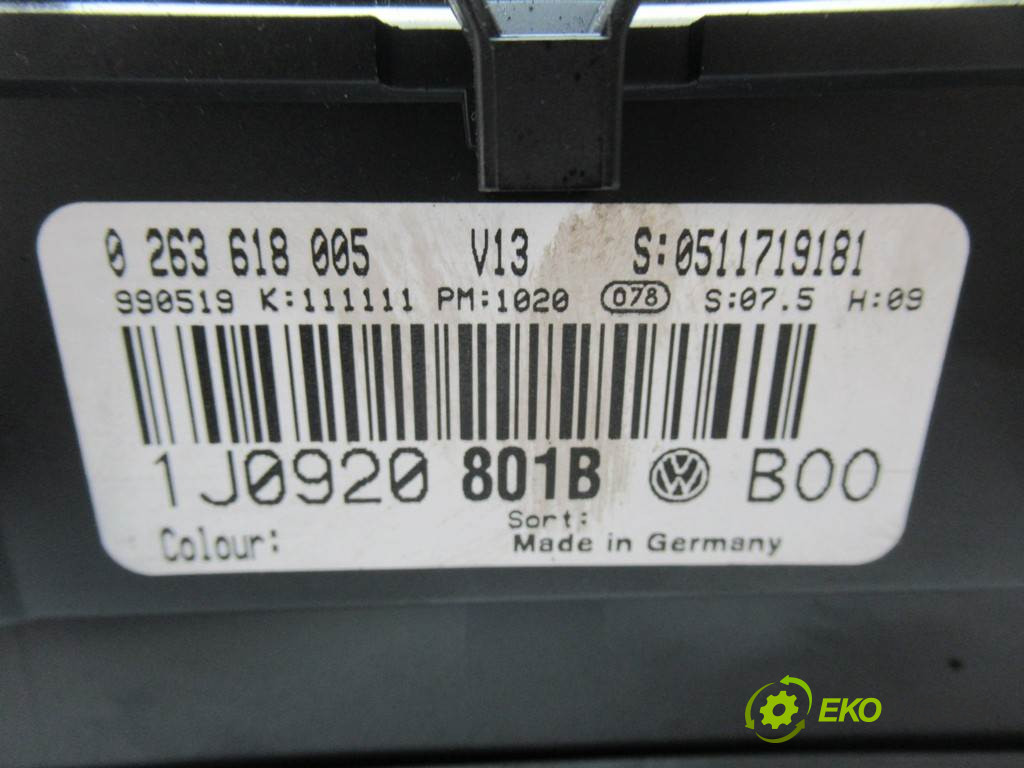 0 263 618 005 V13 S:0511719181
990519 K:111111 PM:1020 078 S:07.5 H:09
1J0920 801B VW B00
Sort:
Colour: Made in Germany
EKO